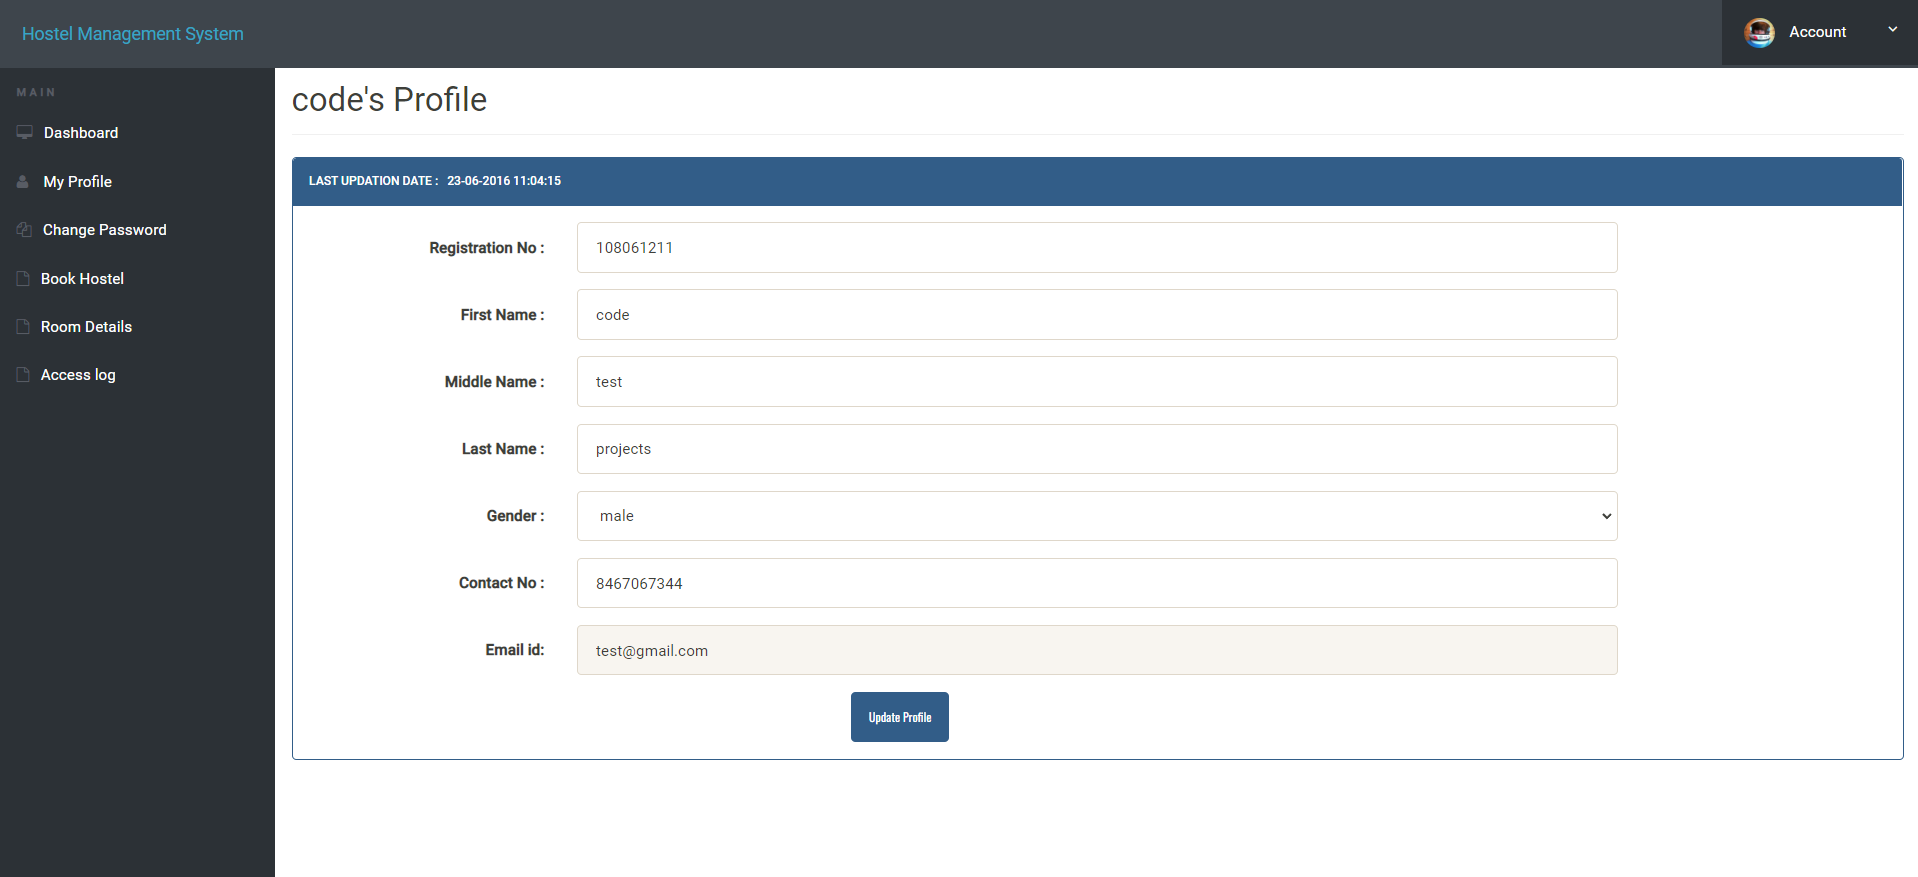 Hostel Management System
Account
MAIN
Dashboard
My Profile
Change Password
Book Hostel
Room Details
Access log
code's Profile
LAST UPDATION DATE : 23-06-2016 11:04:15
Registration No : 108061211
First Name : code
Middle Name : test
Last Name : projects
Gender : male
Contact No : 8467067344
Email id: test@gmail.com
Update Profile